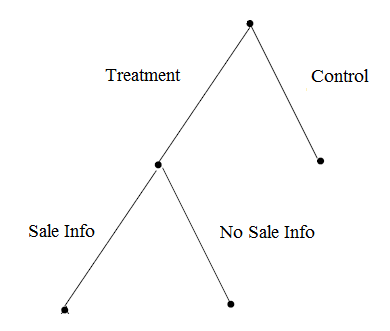 Treatment
Control
Sale Info
No Sale Info